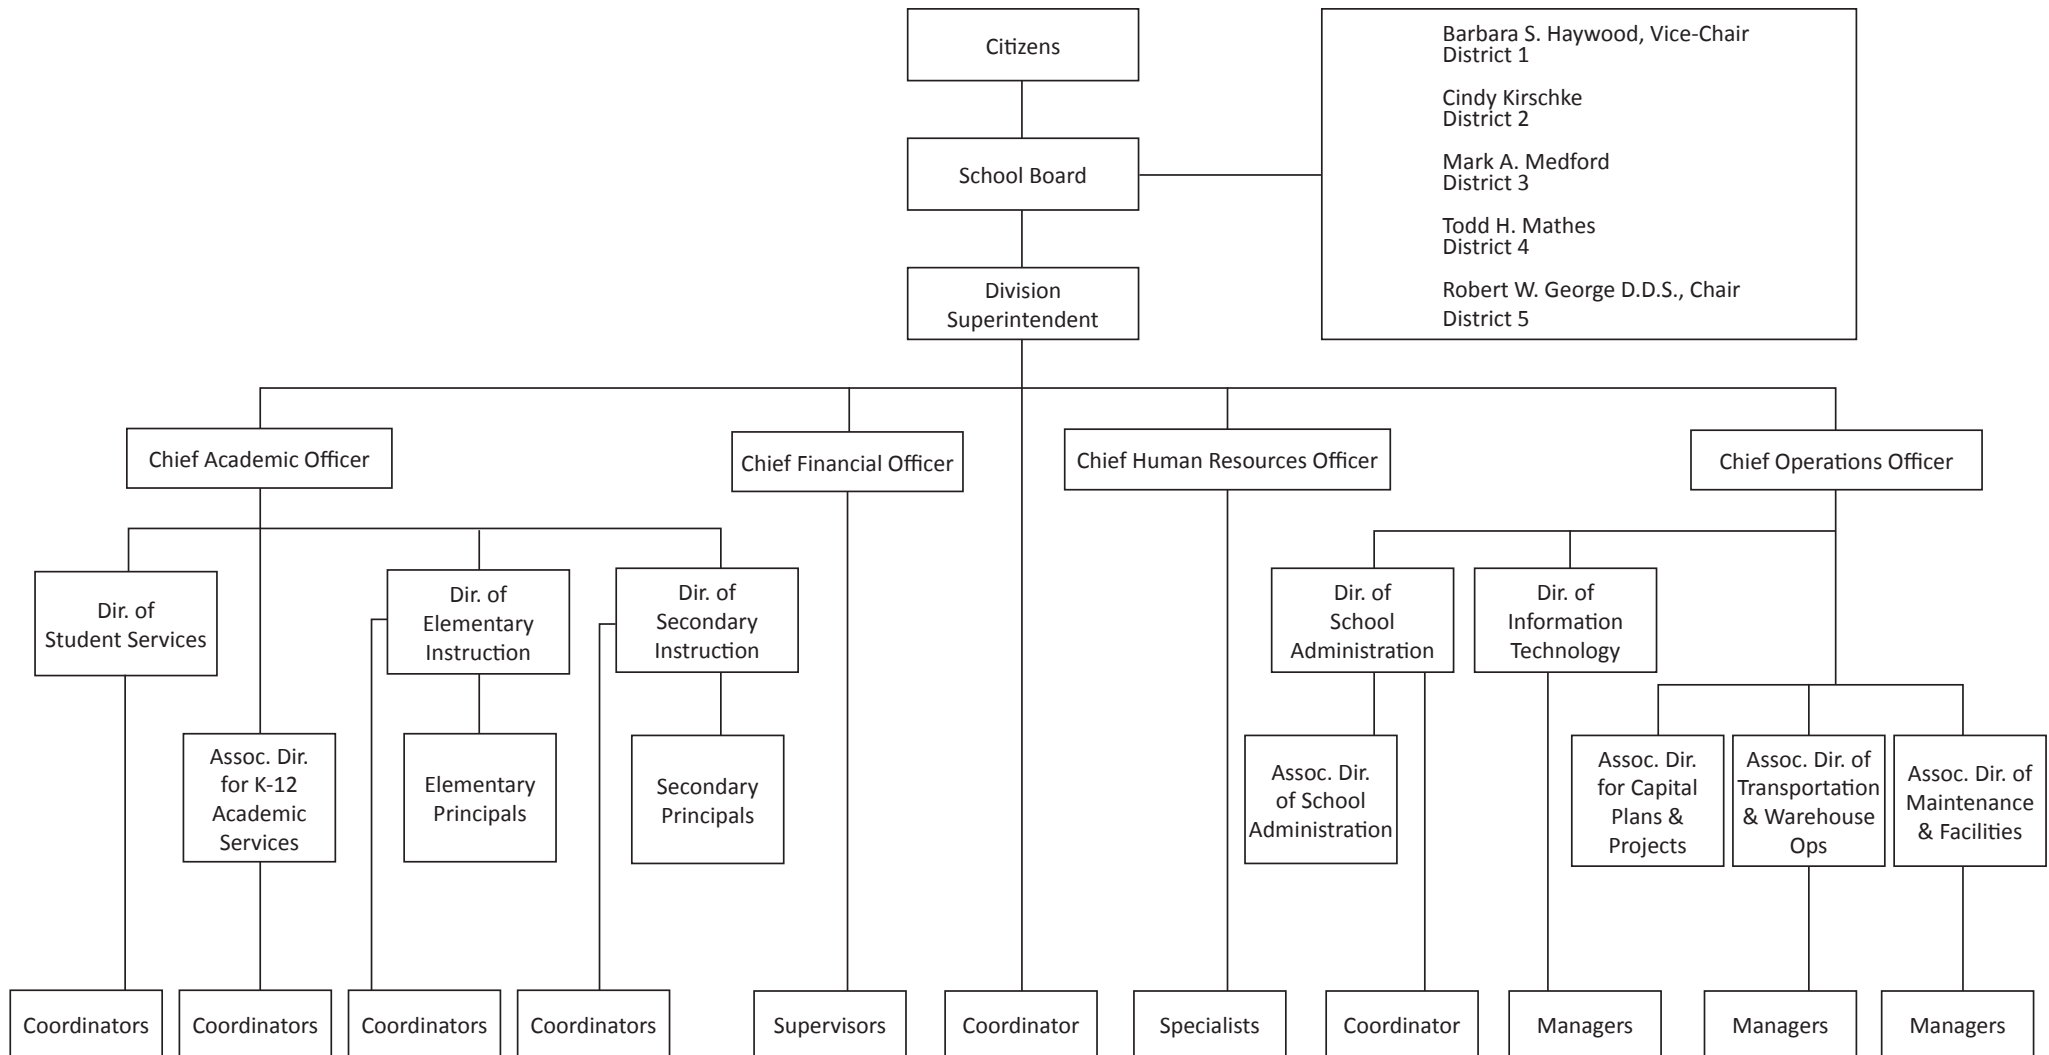 Citizens
Barbara S. Haywood, Vice-Chair
District 1
Cindy Kirschke
District 2
Mark A. Medford
District 3
Todd H. Mathes
District 4
Robert W. George D.D.S., Chair
District 5
School Board
Division
Superintendent
Chief Academic Officer
Chief Financial Officer
Chief Human Resources Officer
Chief Operations Officer
Dir. of
Student Services
Dir. of
Elementary
Instruction
Dir. of
Secondary
Instruction
Dir. of
School
Administration
Dir. of
Information
Technology
Assoc. Dir.
for K-12
Academic
Services
Elementary
Principals
Secondary
Principals
Assoc. Dir.
of School
Administration
Assoc. Dir.
for Capital
Plans &
Projects
Assoc. Dir. of
Transportation
& Warehouse
Ops
Assoc. Dir. of
Maintenance
& Facilities
Coordinators
Coordinators
Coordinators
Coordinators
Supervisors
Coordinator
Specialists
Coordinator
Managers
Managers
Managers